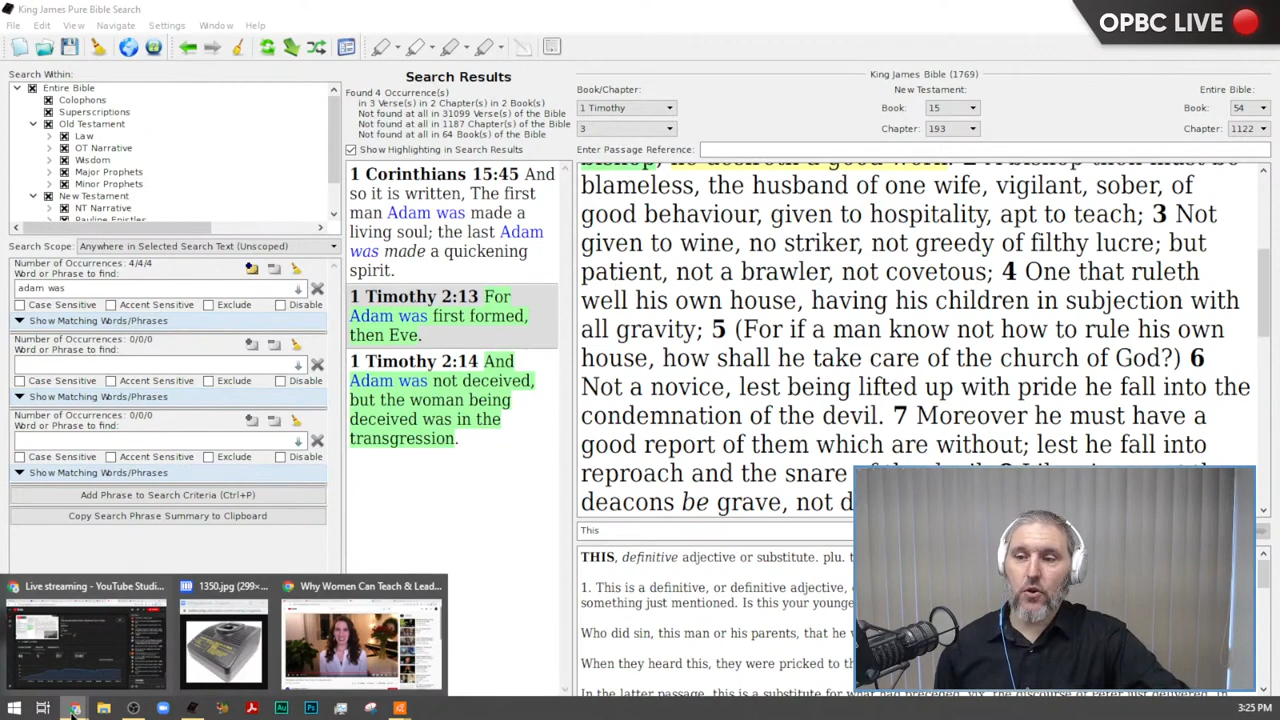 King James Pure Bible Search
OPBC LIVE
File Edit View Navigate Settings Window Help
Search Within:
Entire Bible
Colophons
Superscriptions
Old Testament
Law
OT Narrative
Wisdom
Major Prophets
Minor Prophets
New Testament
NT Narrative
Pauline Epistles
Search Scope: Anywhere in Selected Search Text (Unscoped)
Number of Occurrences: 4/4/4
Word or Phrase to find:
adam was
Case Sensitive Accent Sensitive Exclude Disable
Show Matching Words/Phrases
Number of Occurrences: 0/0/0
Word or Phrase to find:
Case Sensitive Accent Sensitive Exclude Disable
Show Matching Words/Phrases
Number of Occurrences: 0/0/0
Word or Phrase to find:
Case Sensitive Accent Sensitive Exclude Disable
Show Matching Words/Phrases
Add Phrase to Search Criteria (Ctrl+P)
Copy Search Phrase Summary to Clipboard
Search Results
Found 4 Occurrence(s)
in 3 Verse(s) in 2 Chapter(s) in 2 Book(s)
Not found at all in 31099 Verse(s) of the Bible
Not found at all in 1187 Chapter(s) of the Bible
Not found at all in 64 Book(s) of the Bible
Show Highlighting in Search Results
1 Corinthians 15:45 And
so it is written, The first
man Adam was made a
living soul; the last Adam
was made a quickening
spirit.
1 Timothy 2:13 For
Adam was first formed,
then Eve.
1 Timothy 2:14 And
Adam was not deceived,
but the woman being
deceived was in the
transgression.
King James Bible (1769)
Book/Chapter: New Testament: Entire Bible:
1 Timothy Book: 15 Book: 54
3 Chapter: 193 Chapter: 1122
Enter Passage Reference:
bishop, he desireth a good work. 2 A bishop then must be
blameless, the husband of one wife, vigilant, sober, of
good behaviour, given to hospitality, apt to teach; 3 Not
given to wine, no striker, not greedy of filthy lucre; but
patient, not a brawler, not covetous; 4 One that ruleth
well his own house, having his children in subjection with
all gravity; 5 (For if a man know not how to rule his own
house, how shall he take care of the church of God?) 6
Not a novice, lest being lifted up with pride he fall into the
condemnation of the devil. 7 Moreover he must have a
good report of them which are without; lest he fall into
reproach and the snare
deacons be grave, not d
This
THIS, definitive adjective or substitute. plu. t
1. This is a definitive, or definitive adjective,
something just mentioned. Is this your younge
Who did sin, this man or his parents, that he
When they heard this, they were pricked to th
Live streaming - YouTube Studi...
1350.jpg (299×...
Why Women Can Teach & Lead...
3:25 PM